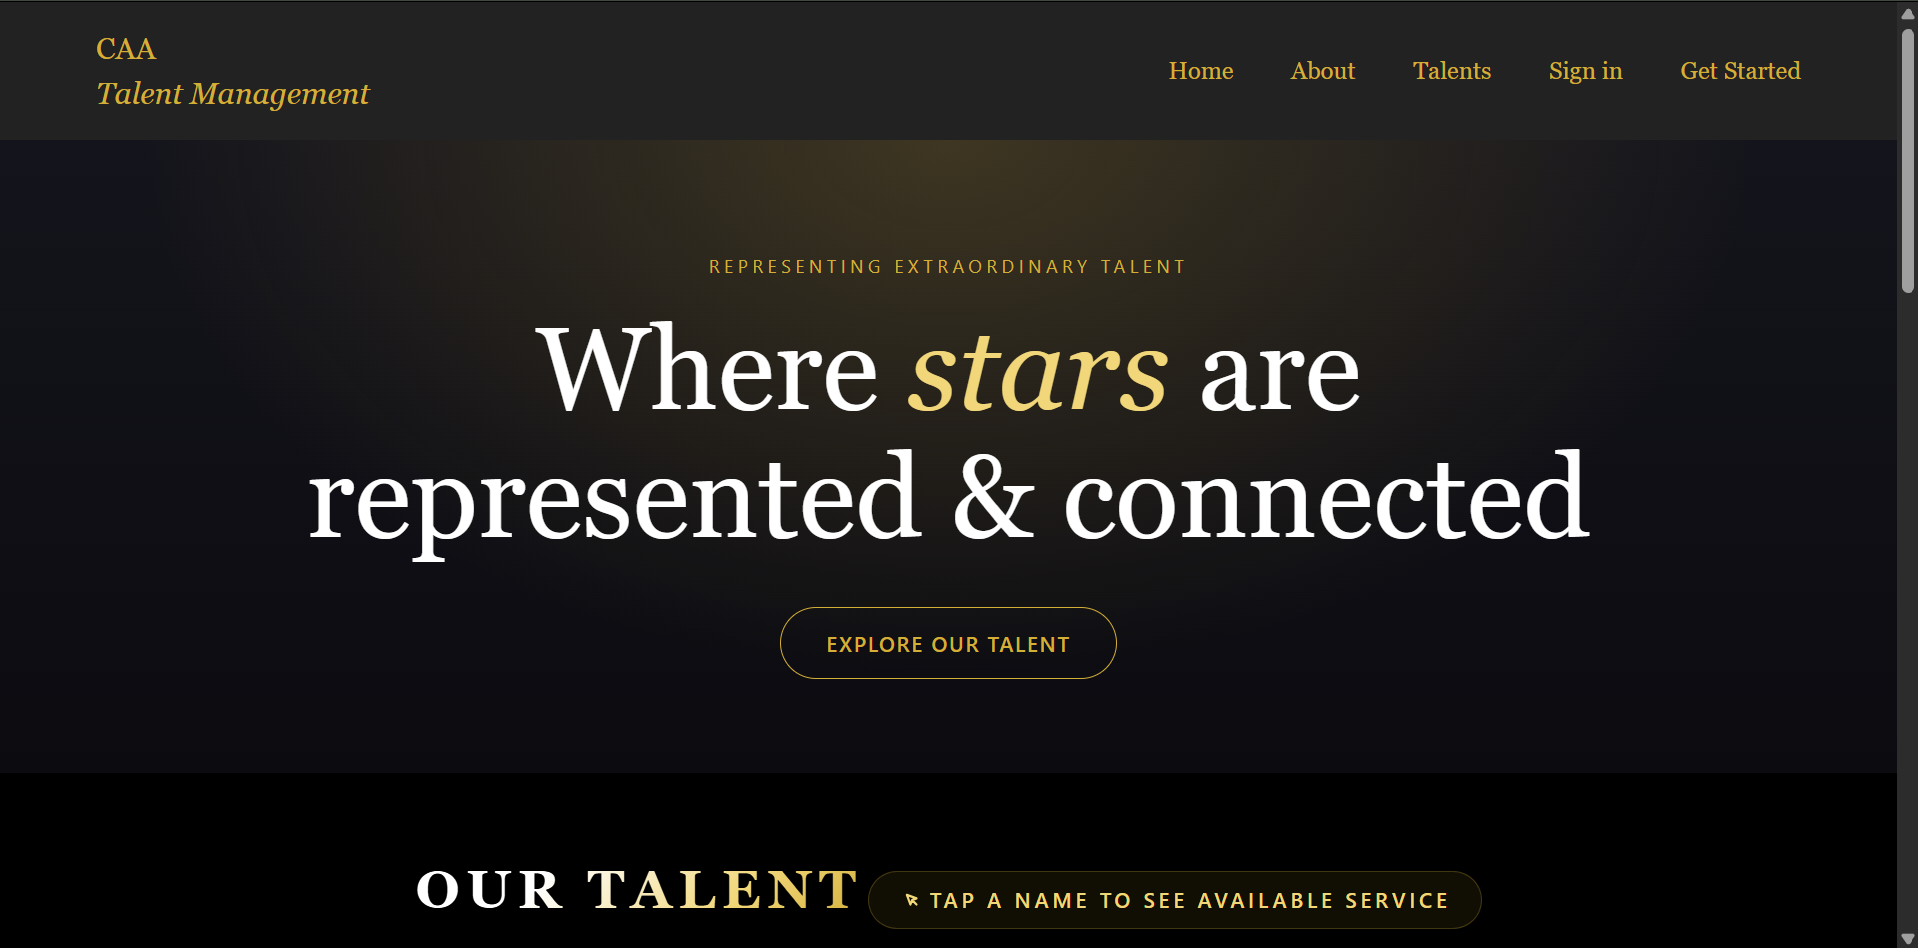 CAA
Talent Management
Home About Talents Sign in Get Started
REPRESENTING EXTRAORDINARY TALENT
Where stars are
represented & connected
EXPLORE OUR TALENT
OUR TALENT
TAP A NAME TO SEE AVAILABLE SERVICE